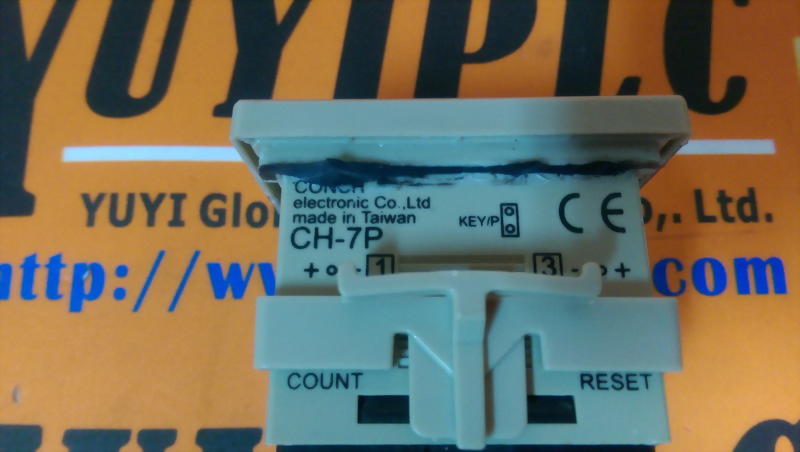 YUYIPLC
YUYI Glo
,. Ltd.
http://
com
CONCH
electronic Co.,Ltd
made in Taiwan
CH-7P
KEY/P
CE
+ 1 3 - +
COUNT
RESET